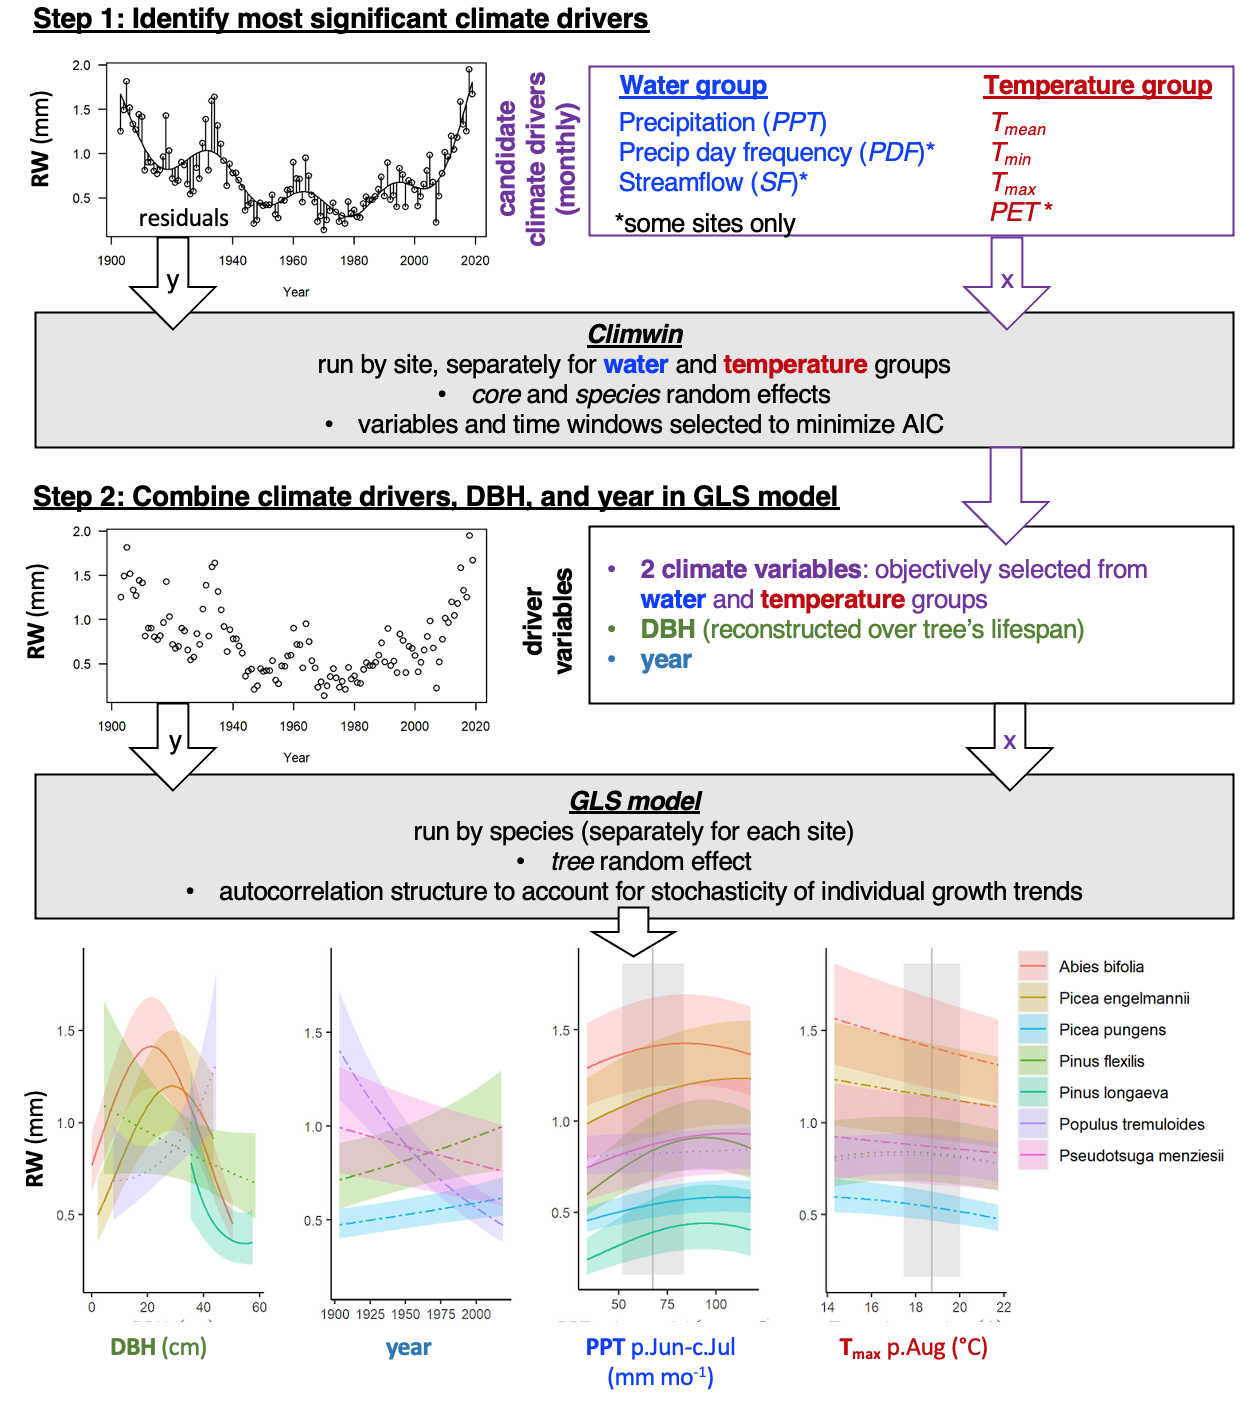 Step 1: Identify most significant climate drivers
RW (mm)
2.0
1.5
1.0
0.5
residuals
1900
1940
1960
1980
2000
2020
Year
y
candidate
climate drivers
(monthly)
Water group
Precipitation (PPT)
Precip day frequency (PDF)*
Streamflow (SF)*
*some sites only
Temperature group
Tmean
Tmin
Tmax
PET *
x
Climwin
run by site, separately for water and temperature groups
• core and species random effects
• variables and time windows selected to minimize AIC
Step 2: Combine climate drivers, DBH, and year in GLS model
RW (mm)
2.0
1.5
1.0
0.5
1900
1940
1960
1980
2000
2020
Year
y
driver
variables
• 2 climate variables: objectively selected from
water and temperature groups
• DBH (reconstructed over tree's lifespan)
• year
x
GLS model
run by species (separately for each site)
• tree random effect
• autocorrelation structure to account for stochasticity of individual growth trends
RW (mm)
1.5
1.0
0.5
0 20 40 60
DBH (cm)
1.5
1.0
0.5
1900 1925 1950 1975 2000
year
1.5
1.0
0.5
50 75 100
PPT p.Jun-c.Jul
(mm mo-1)
1.5
1.0
0.5
14 16 18 20 22
Tmax p.Aug (°C)
Abies bifolia
Picea engelmannii
Picea pungens
Pinus flexilis
Pinus longaeva
Populus tremuloides
Pseudotsuga menziesii